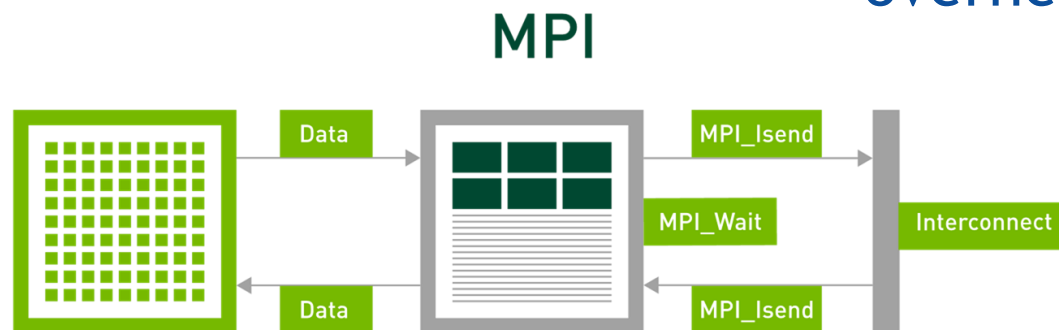 MPI
Data
MPI_Isend
MPI_Wait
Interconnect
Data
MPI_Isend